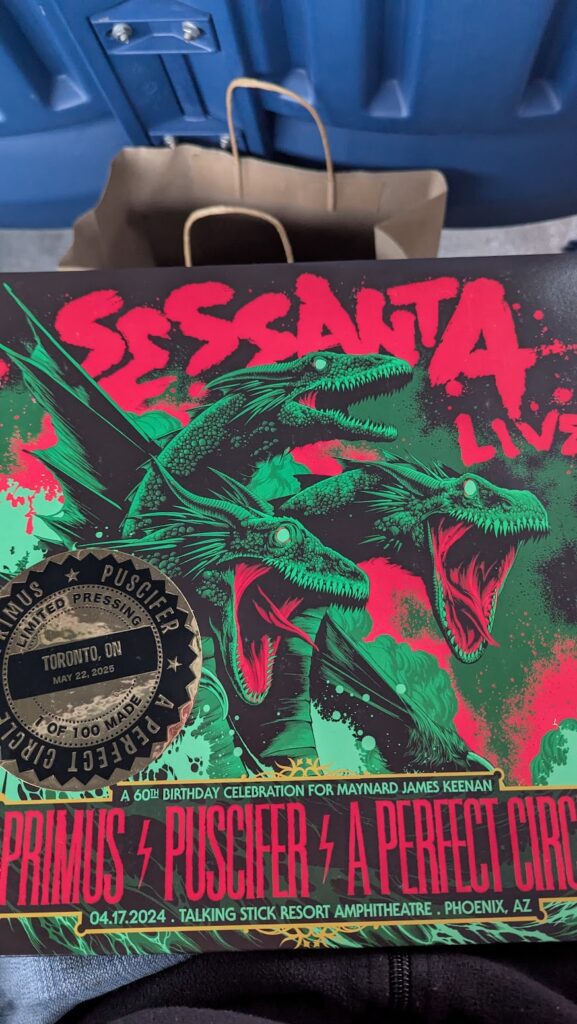 SESSANTA
LIVE
PRIMUS ★ PUSCIFER ★ A PERFECT CIRCLE
LIMITED PRESSING
TORONTO, ON
MAY 22, 2025
1 OF 100 MADE
A 60TH BIRTHDAY CELEBRATION FOR MAYNARD JAMES KEENAN
PRIMUS PUSCIFER A PERFECT CIRC
04.17.2024 . TALKING STICK RESORT AMPHITHEATRE . PHOENIX, AZ